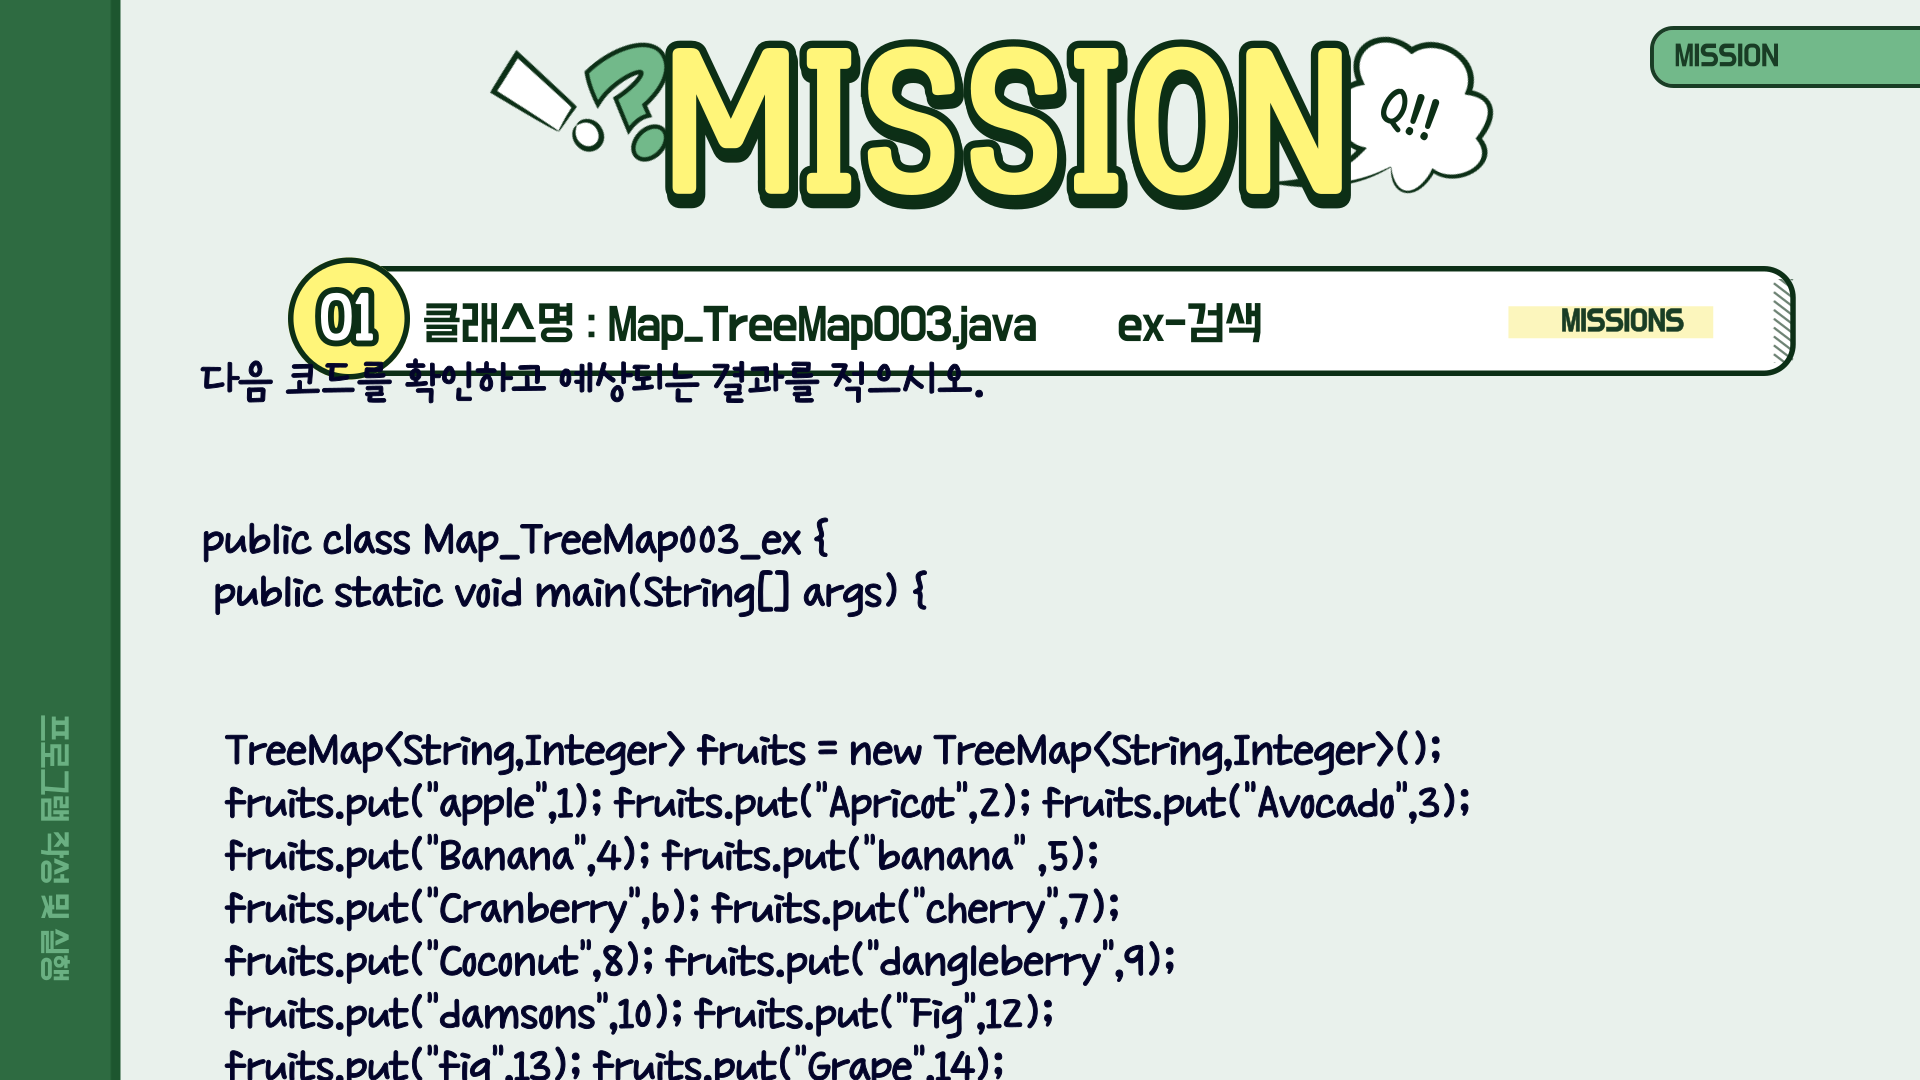 MISSION
MISSION
Q!!
01
클래스명 : Map_TreeMap003.java ex-검색
MISSIONS
다음 코드를 확인하고 예상되는 결과를 적으시오.
public class Map_TreeMap003_ex {
public static void main(String[] args) {
TreeMap<String,Integer> fruits = new TreeMap<String,Integer>();
fruits.put("apple",1); fruits.put("Apricot",2); fruits.put("Avocado",3);
fruits.put("Banana",4); fruits.put("banana" ,5);
fruits.put("Cranberry",6); fruits.put("cherry",7);
fruits.put("Coconut",8); fruits.put("dangleberry",9);
fruits.put("damsons",10); fruits.put("Fig",12);
fruits.put("fig",13); fruits.put("Grape",14);
프로그램 작성 및 실행